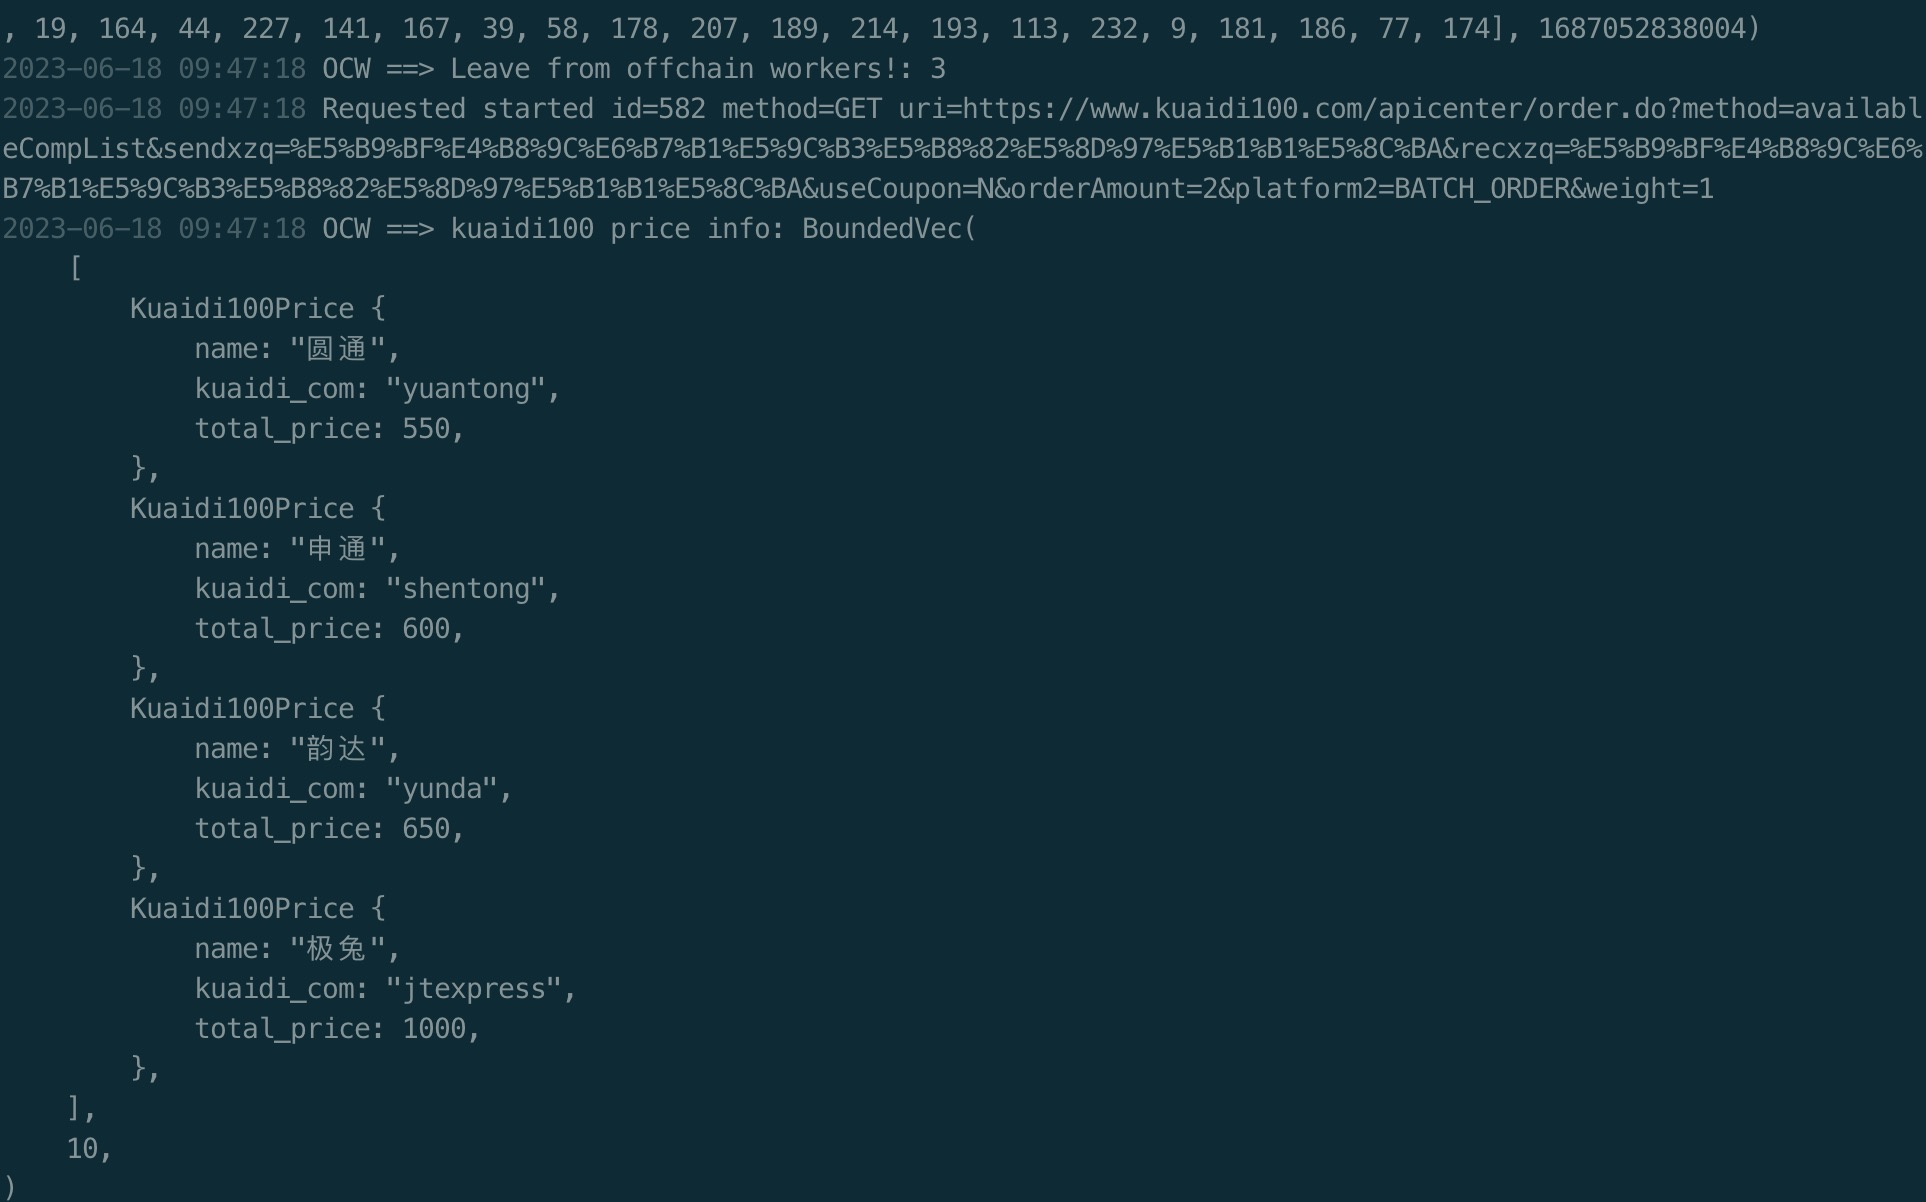 , 19, 164, 44, 227, 141, 167, 39, 58, 178, 207, 189, 214, 193, 113, 232, 9, 181, 186, 77, 174], 1687052838004)
2023-06-18 09:47:18 OCW ==> Leave from offchain workers!: 3
2023-06-18 09:47:18 Requested started id=582 method=GET uri=https://www.kuaidi100.com/apicenter/order.do?method=availabl
eCompList&sendxzq=%E5%B9%BF%E4%B8%9C%E6%B7%B1%E5%9C%B3%E5%B8%82%E5%8D%97%E5%B1%B1%E5%8C%BA&recxzq=%E5%B9%BF%E4%B8%9C%E6%
B7%B1%E5%9C%B3%E5%B8%82%E5%8D%97%E5%B1%B1%E5%8C%BA&useCoupon=N&orderAmount=2&platform2=BATCH_ORDER&weight=1
2023-06-18 09:47:18 OCW ==> kuaidi100 price info: BoundedVec(
    [
        Kuaidi100Price {
            name: "圆通",
            kuaidi_com: "yuantong",
            total_price: 550,
        },
        Kuaidi100Price {
            name: "申通",
            kuaidi_com: "shentong",
            total_price: 600,
        },
        Kuaidi100Price {
            name: "韵达",
            kuaidi_com: "yunda",
            total_price: 650,
        },
        Kuaidi100Price {
            name: "极兔",
            kuaidi_com: "jtexpress",
            total_price: 1000,
        },
    ],
    10,
)